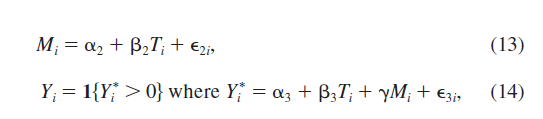 Mᵢ = α₂ + β₂Tᵢ + ϵ₂ᵢ, (13)
Yᵢ = 1{Yᵢ* > 0} where Yᵢ* = α₃ + β₃Tᵢ + γMᵢ + ϵ₃ᵢ, (14)